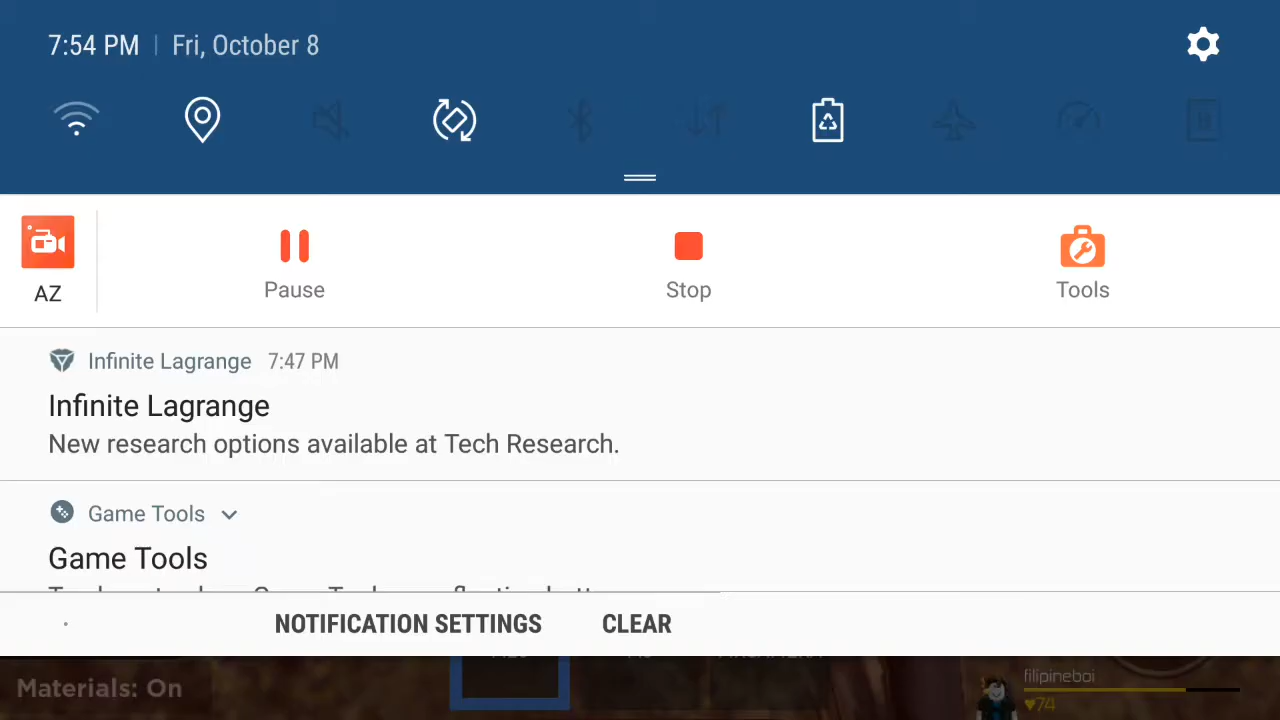 7:54 PM | Fri, October 8
AZ
Pause
Stop
Tools
Infinite Lagrange 7:47 PM
Infinite Lagrange
New research options available at Tech Research.
Game Tools
Game Tools
NOTIFICATION SETTINGS CLEAR
Materials: On
filipineboi
♥74